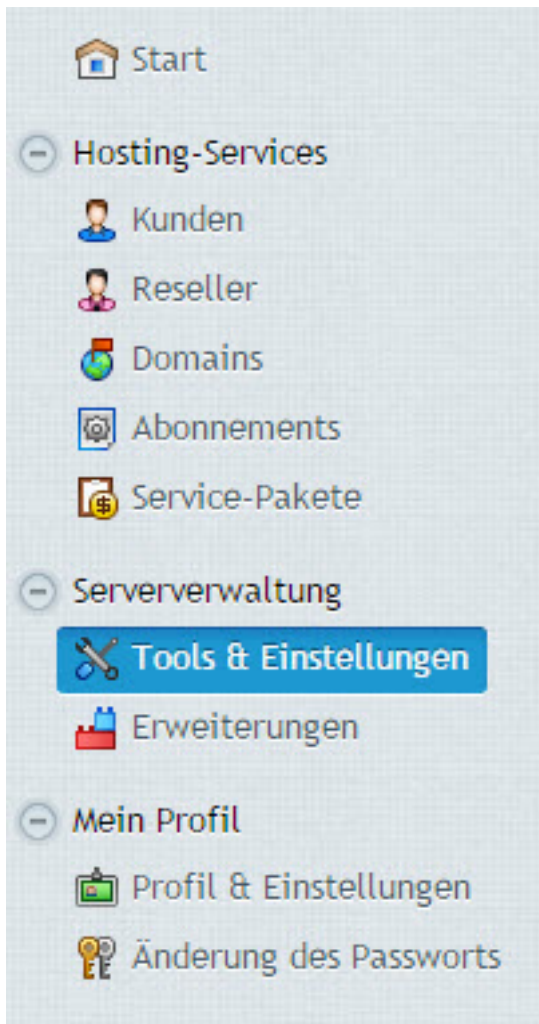 Start
Hosting-Services
Kunden
Reseller
Domains
Abonnements
Service-Pakete
Serververwaltung
Tools & Einstellungen
Erweiterungen
Mein Profil
Profil & Einstellungen
Änderung des Passworts